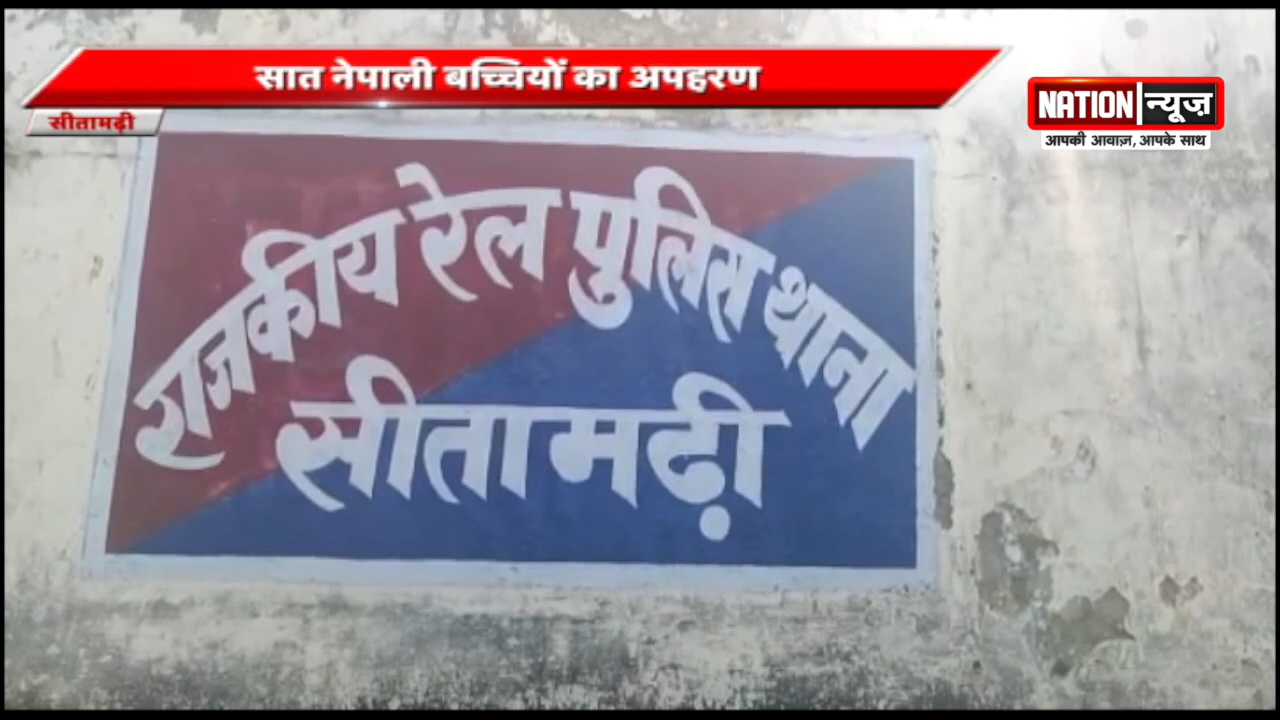 सात नेपाली बच्चियों का अपहरण
सीतामढ़ी
NATION न्यूज़
आपकी आवाज़, आपके साथ
राजकीय रेल पुलिस थाना
सीतामढ़ी